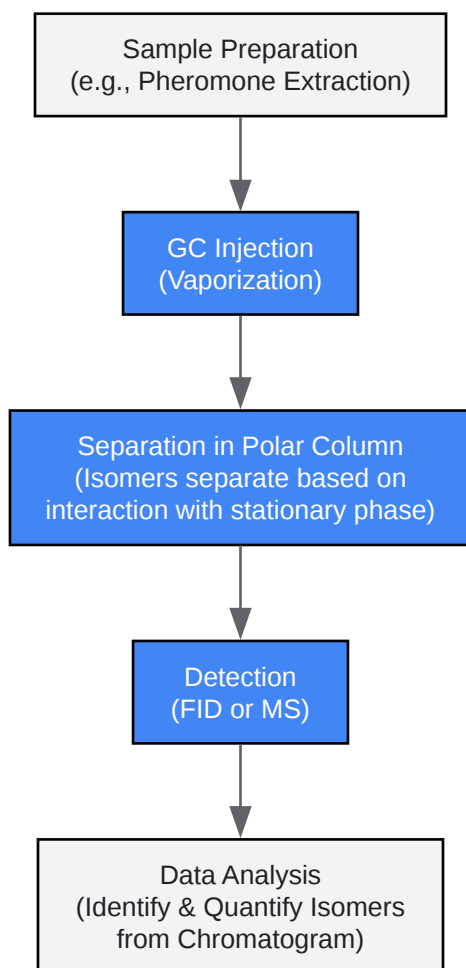 Sample Preparation
(e.g., Pheromone Extraction)
GC Injection
(Vaporization)
Separation in Polar Column
(Isomers separate based on
interaction with stationary phase)
Detection
(FID or MS)
Data Analysis
(Identify & Quantify Isomers
from Chromatogram)